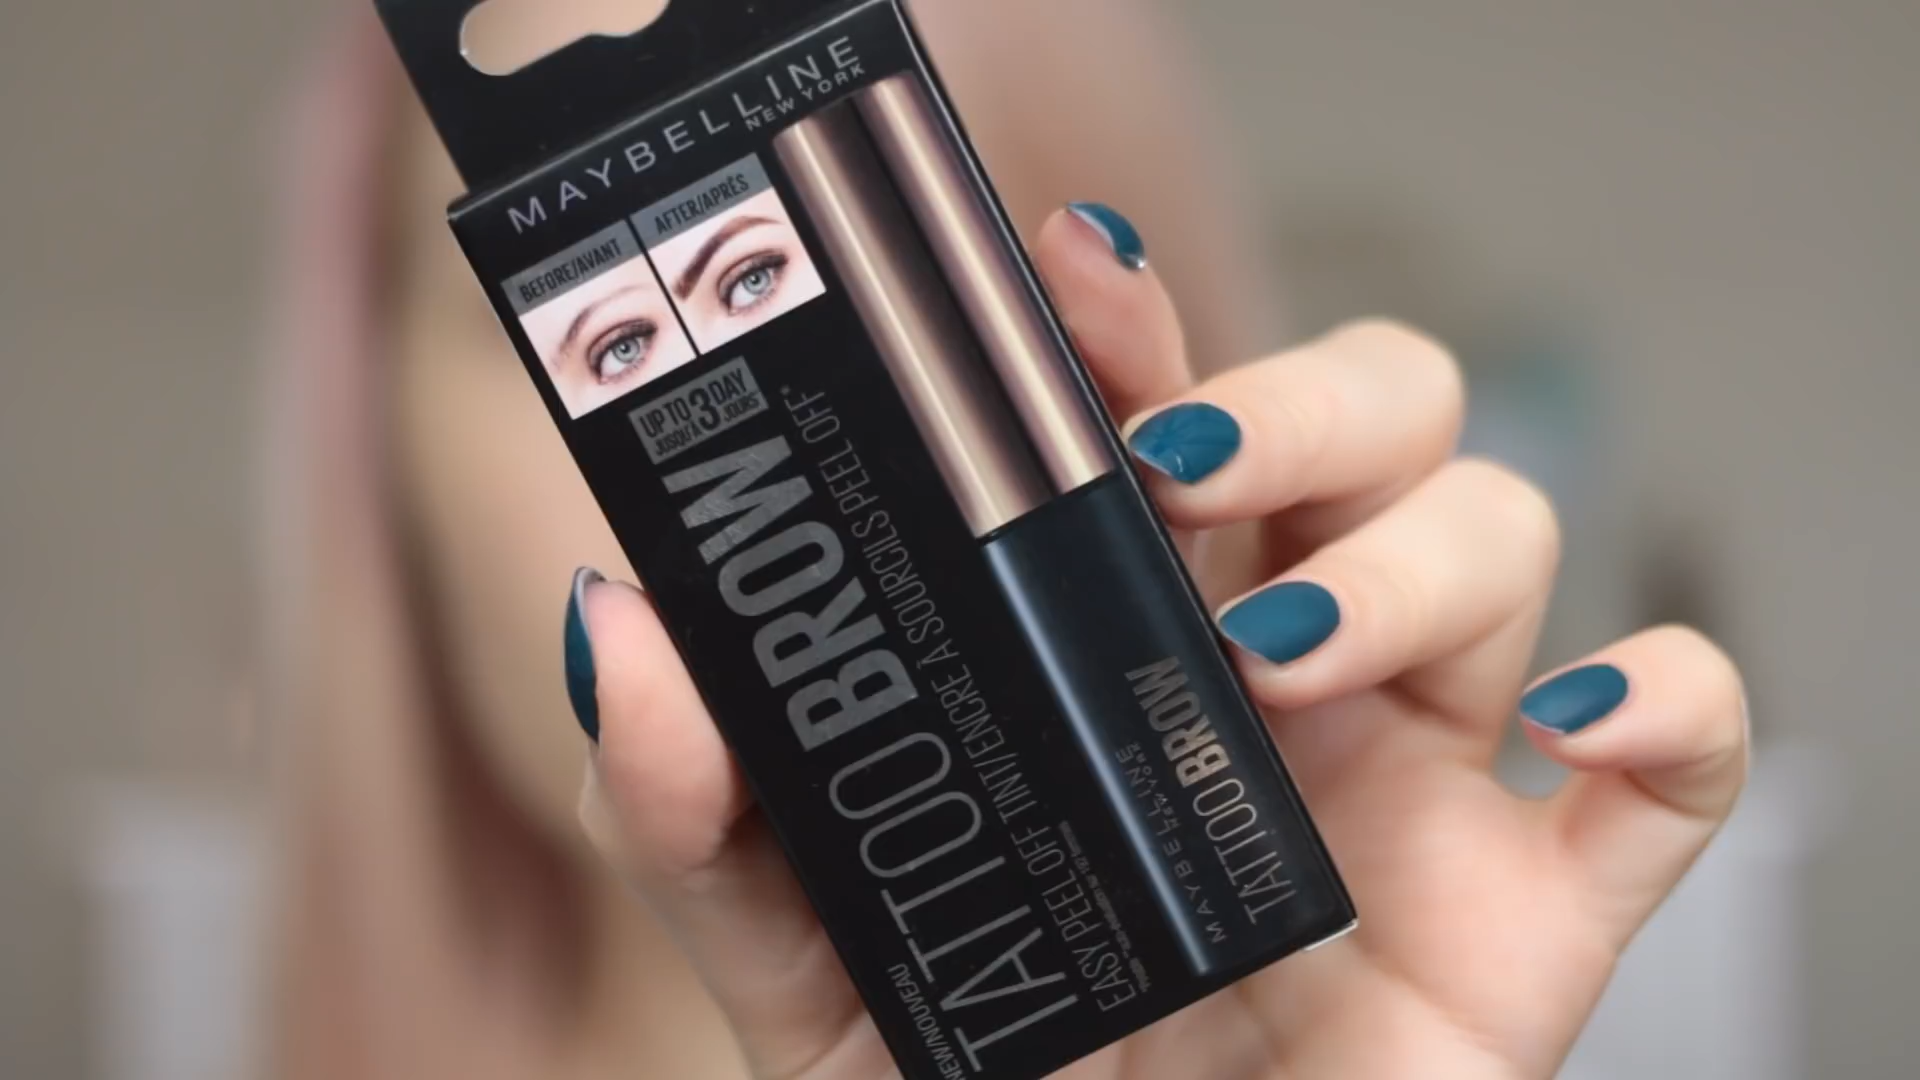 MAYBELLINE
NEW YORK
BEFORE/AVANT
AFTER/APRÈS
UP TO 3 DAY
JUSQU'À JOURS
NEW/NOUVEAU
TATTOO BROW
EASY PEEL OFF TINT/ENCRE À SOURCILS PEEL OFF*
MAYBELLINE
NEW YORK
TATTOO BROW